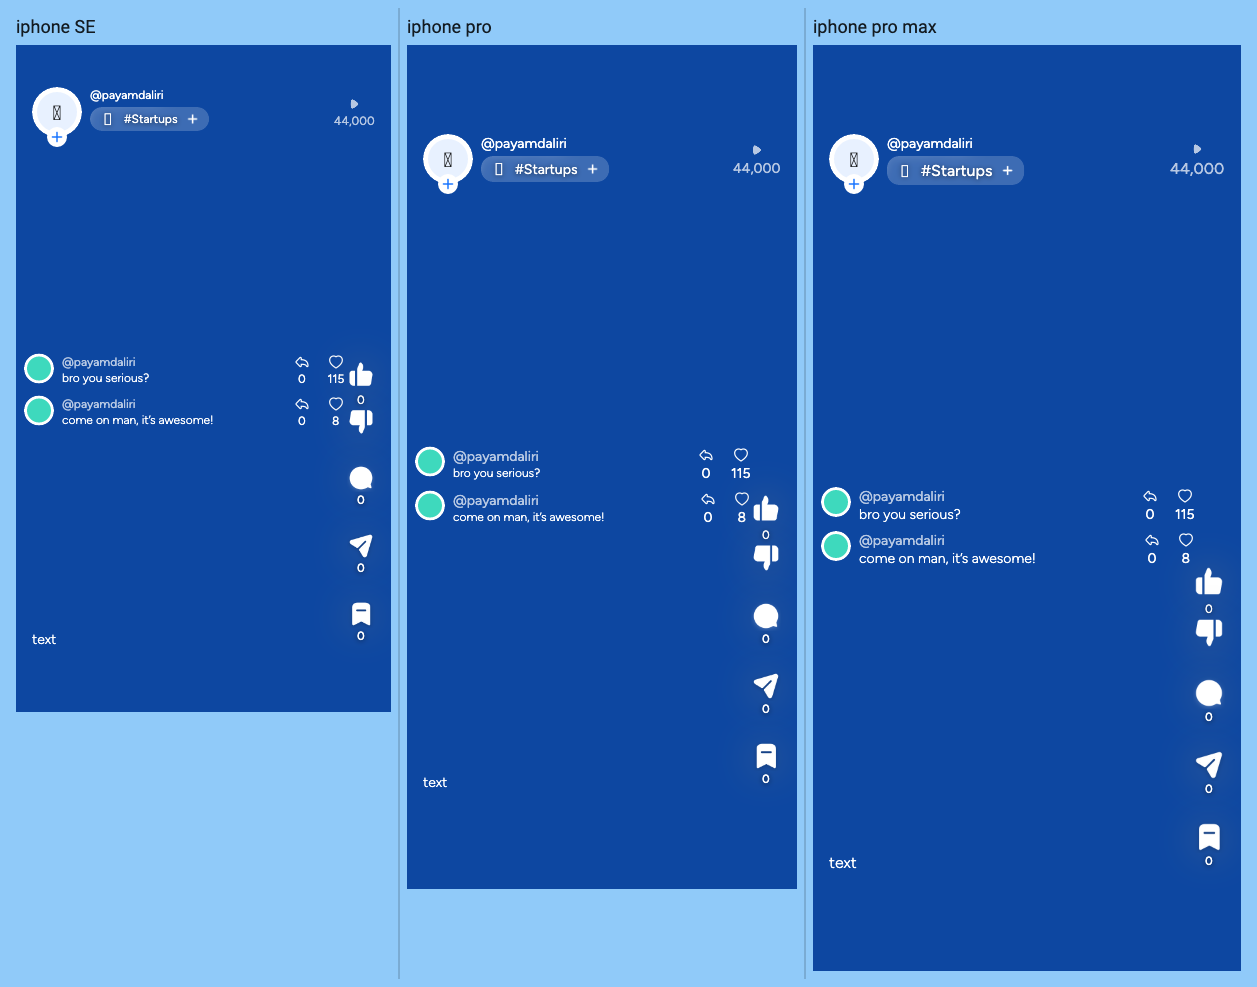 iphone SE
@payamdaliri
#Startups +
44,000
@payamdaliri
bro you serious?
0 115
@payamdaliri
come on man, it's awesome!
0 8
0
0
0
0
text
iphone pro
@payamdaliri
#Startups +
44,000
@payamdaliri
bro you serious?
0 115
@payamdaliri
come on man, it's awesome!
0 8
0
0
0
0
text
iphone pro max
@payamdaliri
#Startups +
44,000
@payamdaliri
bro you serious?
0 115
@payamdaliri
come on man, it's awesome!
0 8
0
0
0
0
text